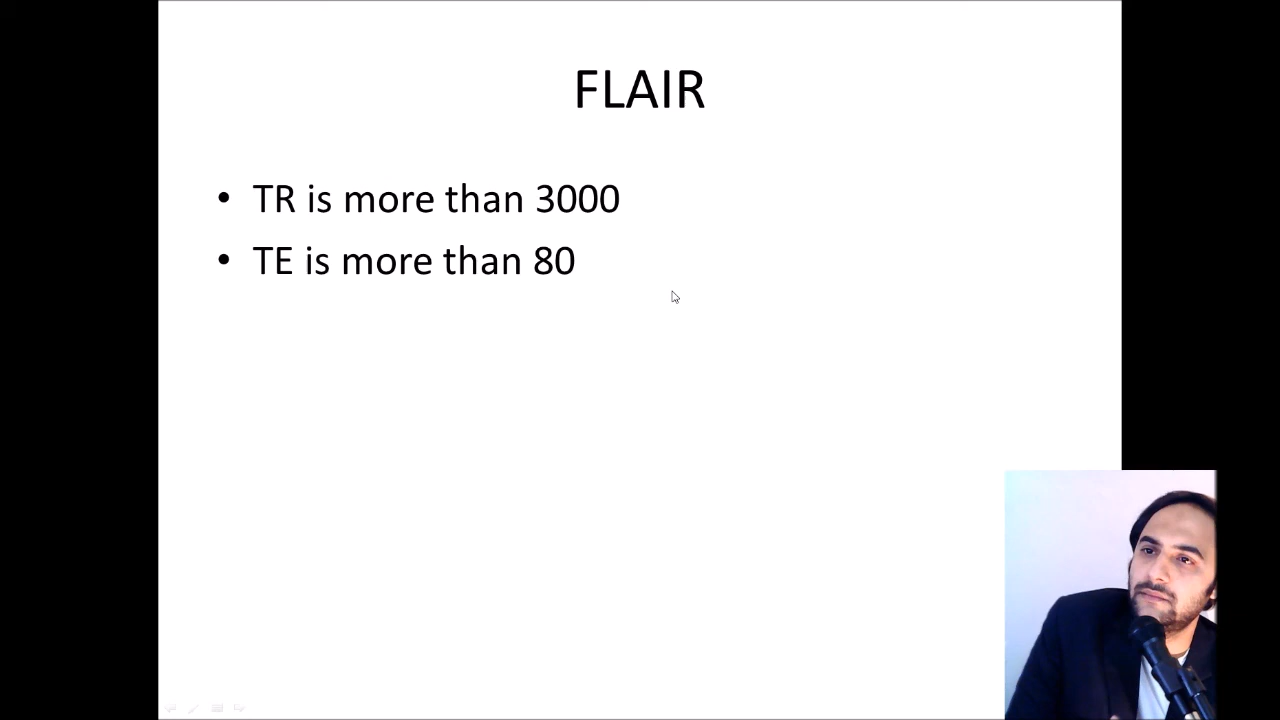 FLAIR
• TR is more than 3000
• TE is more than 80